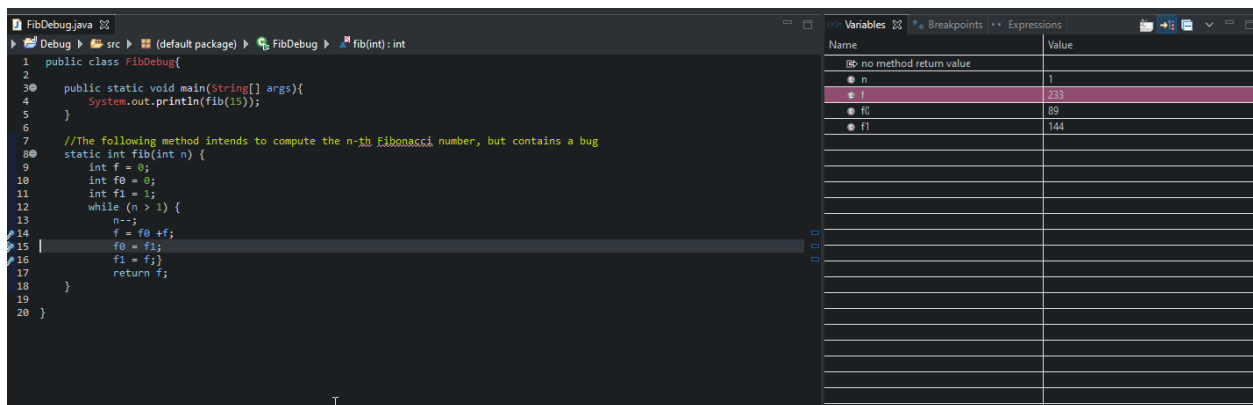 FibDebug.java
Debug src (default package) FibDebug fib(int) : int
1 public class FibDebug{
2
3 public static void main(String[] args){
4 System.out.println(fib(15));
5 }
6
7 //The following method intends to compute the n-th Fibonacci number, but contains a bug
8 static int fib(int n) {
9 int f = 0;
10 int f0 = 0;
11 int f1 = 1;
12 while (n > 1) {
13 n--;
14 f = f0 +f;
15 f0 = f1;
16 f1 = f;}
17 return f;
18 }
19
20 }
Variables Breakpoints Expressions
Name Value
no method return value
n 1
f 233
f0 89
f1 144